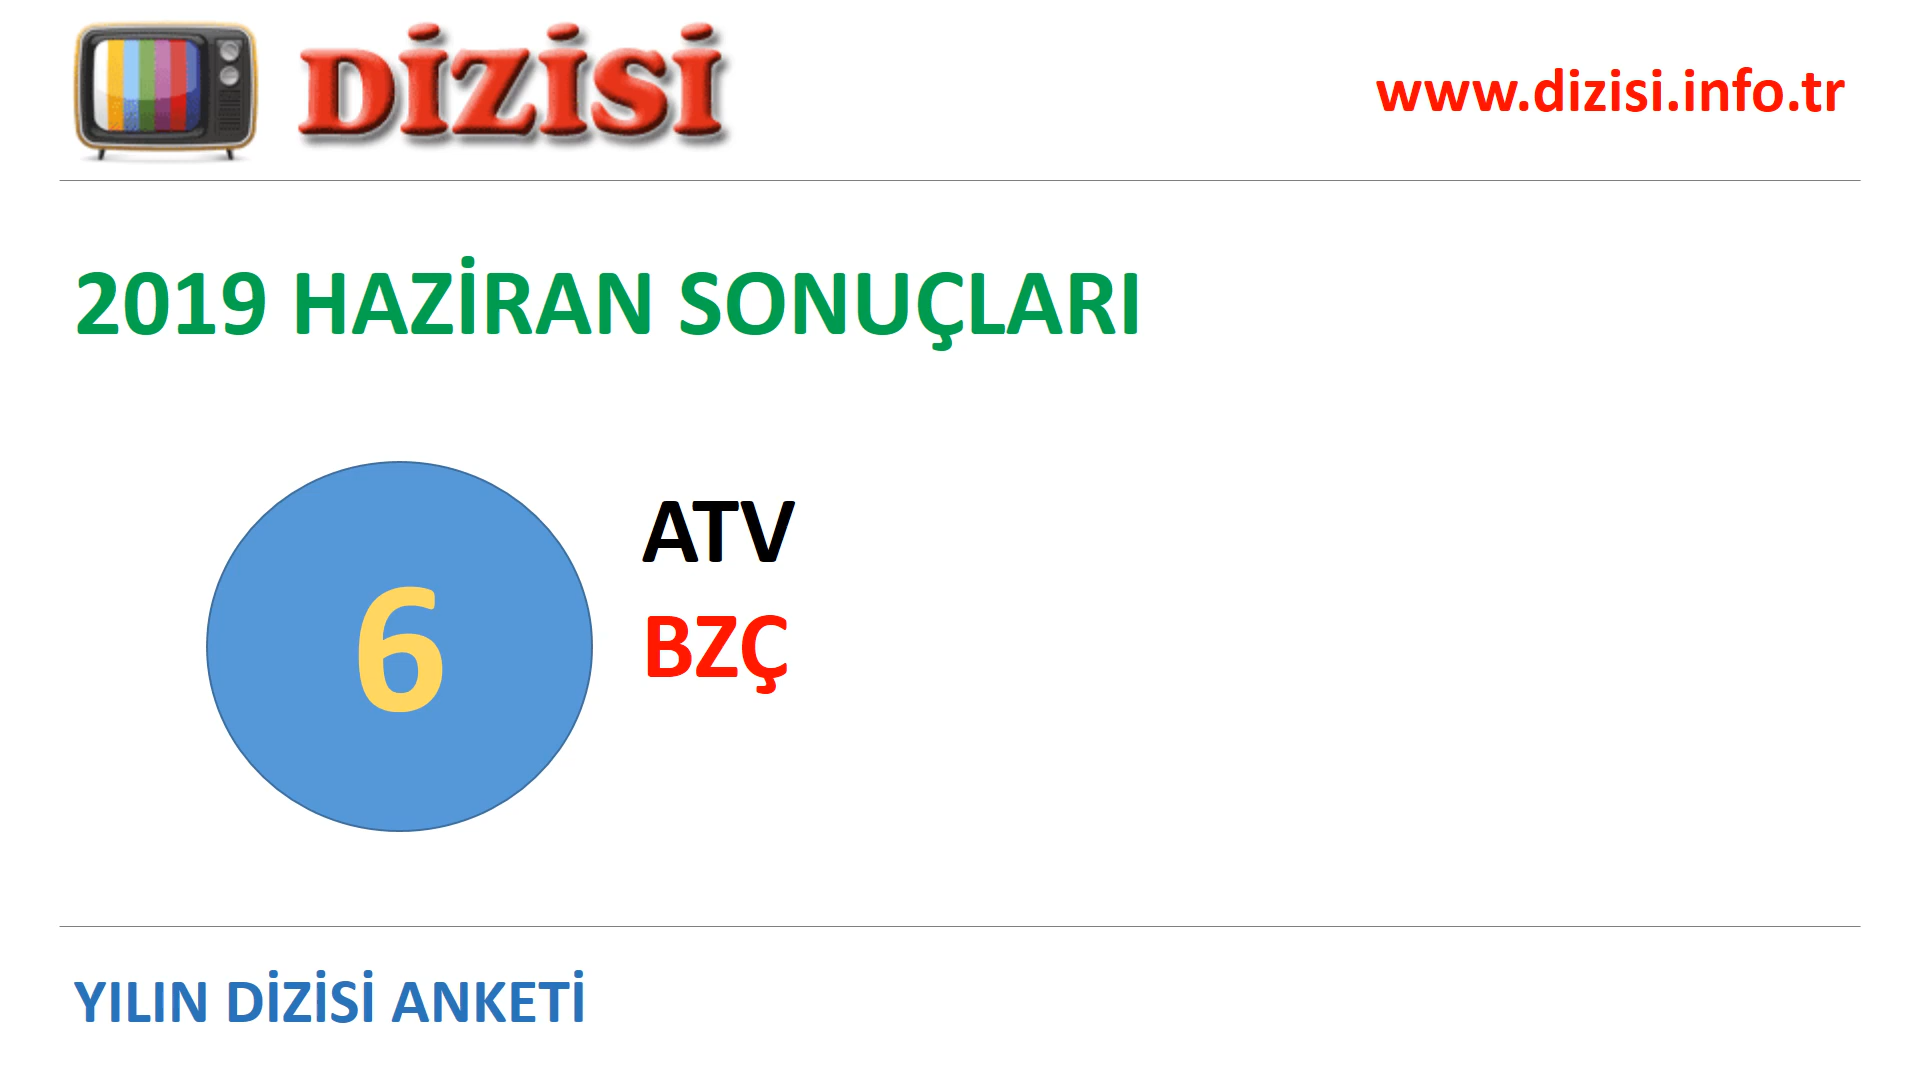 DİZİSİ
www.dizisi.info.tr
2019 HAZİRAN SONUÇLARI
6
ATV
BZÇ
YILIN DİZİSİ ANKETİ